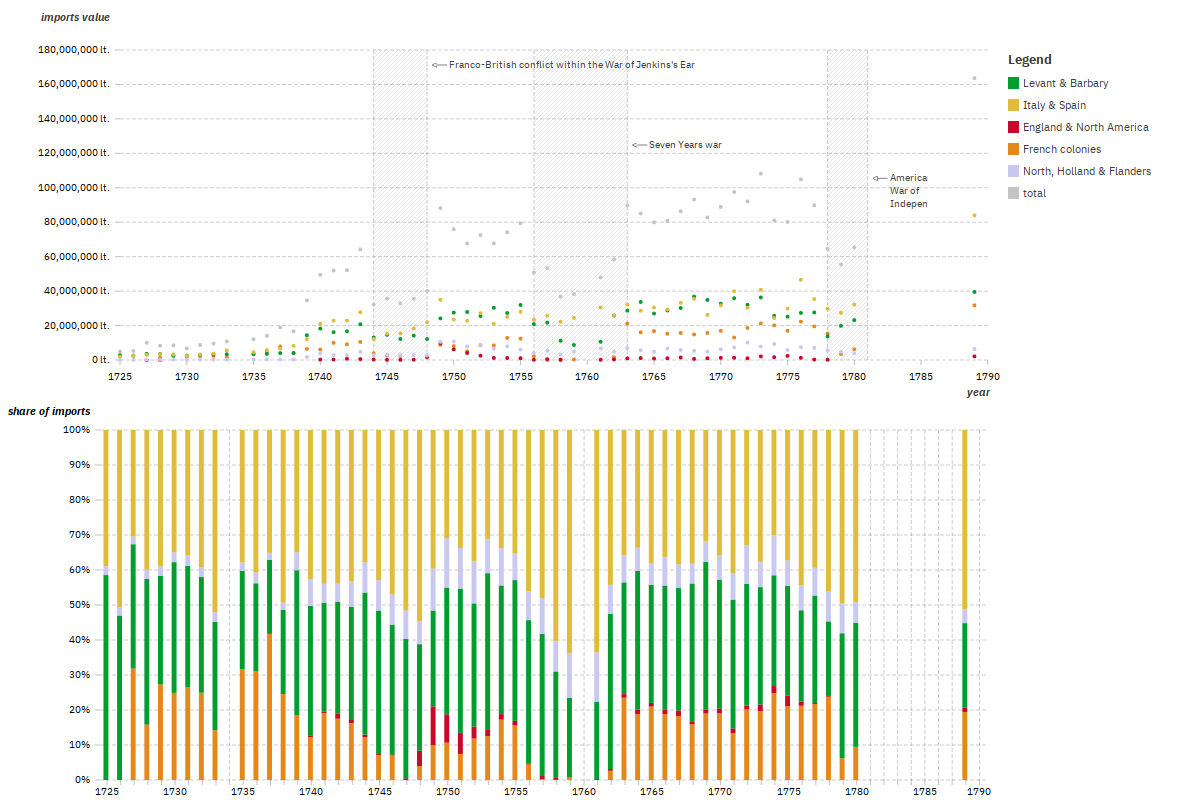 imports value
180,000,000 lt.
160,000,000 lt.
140,000,000 lt.
120,000,000 lt.
100,000,000 lt.
80,000,000 lt.
60,000,000 lt.
40,000,000 lt.
20,000,000 lt.
0 lt.
Franco-British conflict within the War of Jenkins's Ear
Seven Years war
America
War of
Indepen
1725 1730 1735 1740 1745 1750 1755 1760 1765 1770 1775 1780 1785 1790
year
Legend
Levant & Barbary
Italy & Spain
England & North America
French colonies
North, Holland & Flanders
total
share of imports
100%
90%
80%
70%
60%
50%
40%
30%
20%
10%
0%
1725 1730 1735 1740 1745 1750 1755 1760 1765 1770 1775 1780 1785 1790